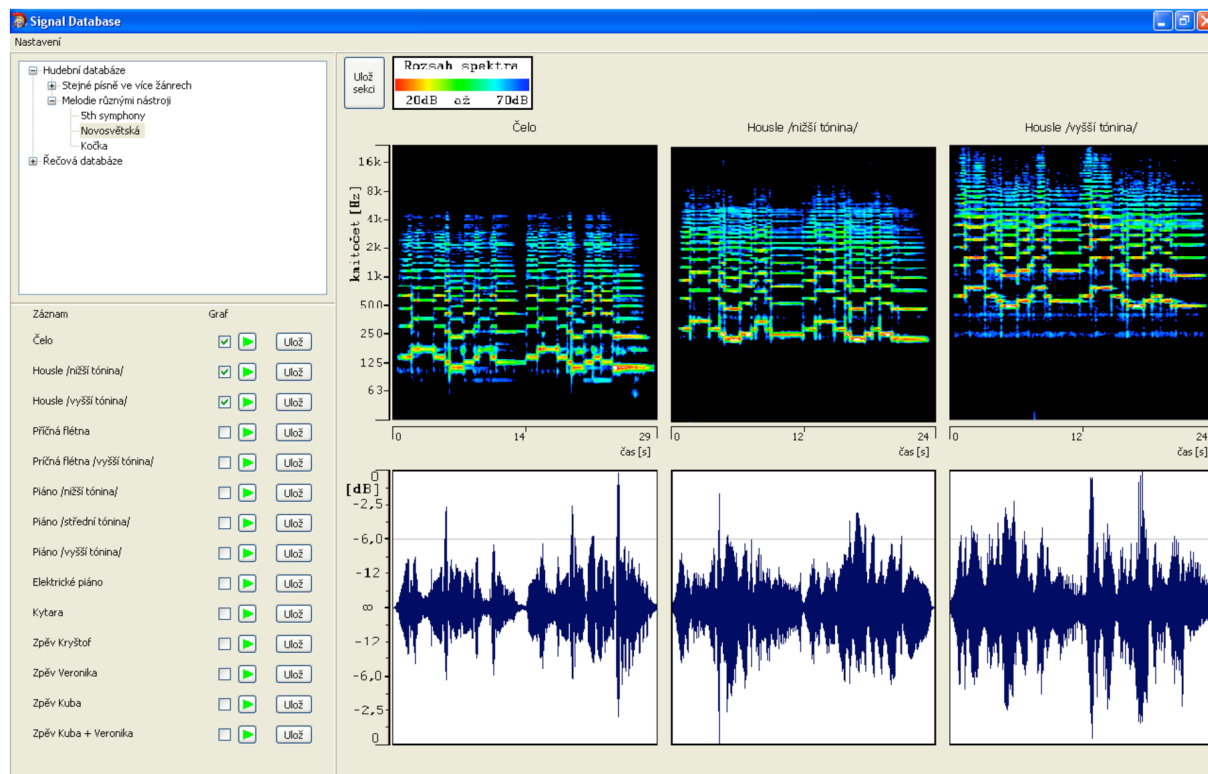 Signal Database
Nastavení
Hudební databáze
Stejné písně ve více žánrech
Melodie různými nástroji
5th symphony
Novosvětská
Kočka
Řečová databáze
Záznam Graf
Čelo Ulož
Housle /nižší tónina/ Ulož
Housle /vyšší tónina/ Ulož
Příčná flétna Ulož
Príčná flétna /vyšší tónina/ Ulož
Piáno /nižší tónina/ Ulož
Piáno /střední tónina/ Ulož
Piáno /vyšší tónina/ Ulož
Elektrické piáno Ulož
Kytara Ulož
Zpěv Kryštof Ulož
Zpěv Veronika Ulož
Zpěv Kuba Ulož
Zpěv Kuba + Veronika Ulož
Ulož
sekci
Rozsah spektra
20dB až 70dB
Čelo
Housle /nižší tónina/
Housle /vyšší tónina/
kmitočet [Hz]
16k
8k
4k
2k
1k
500
250
125
63
0 14 29
čas [s]
0 12 24
čas [s]
0 12 24
čas [s]
[dB]
0
-2,5
-6,0
-12
∞
-12
-6,0
-2,5
0